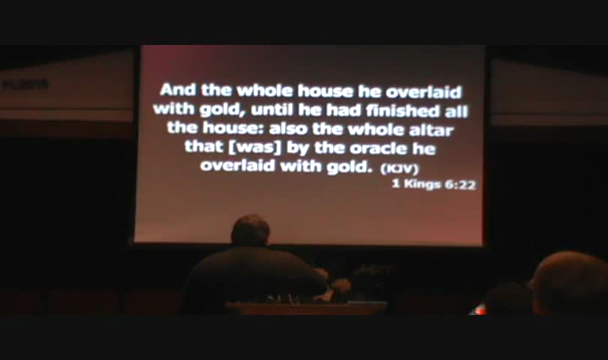 And the whole house he overlaid
with gold, until he had finished all
the house: also the whole altar
that [was] by the oracle he
overlaid with gold. (KJV)
1 Kings 6:22